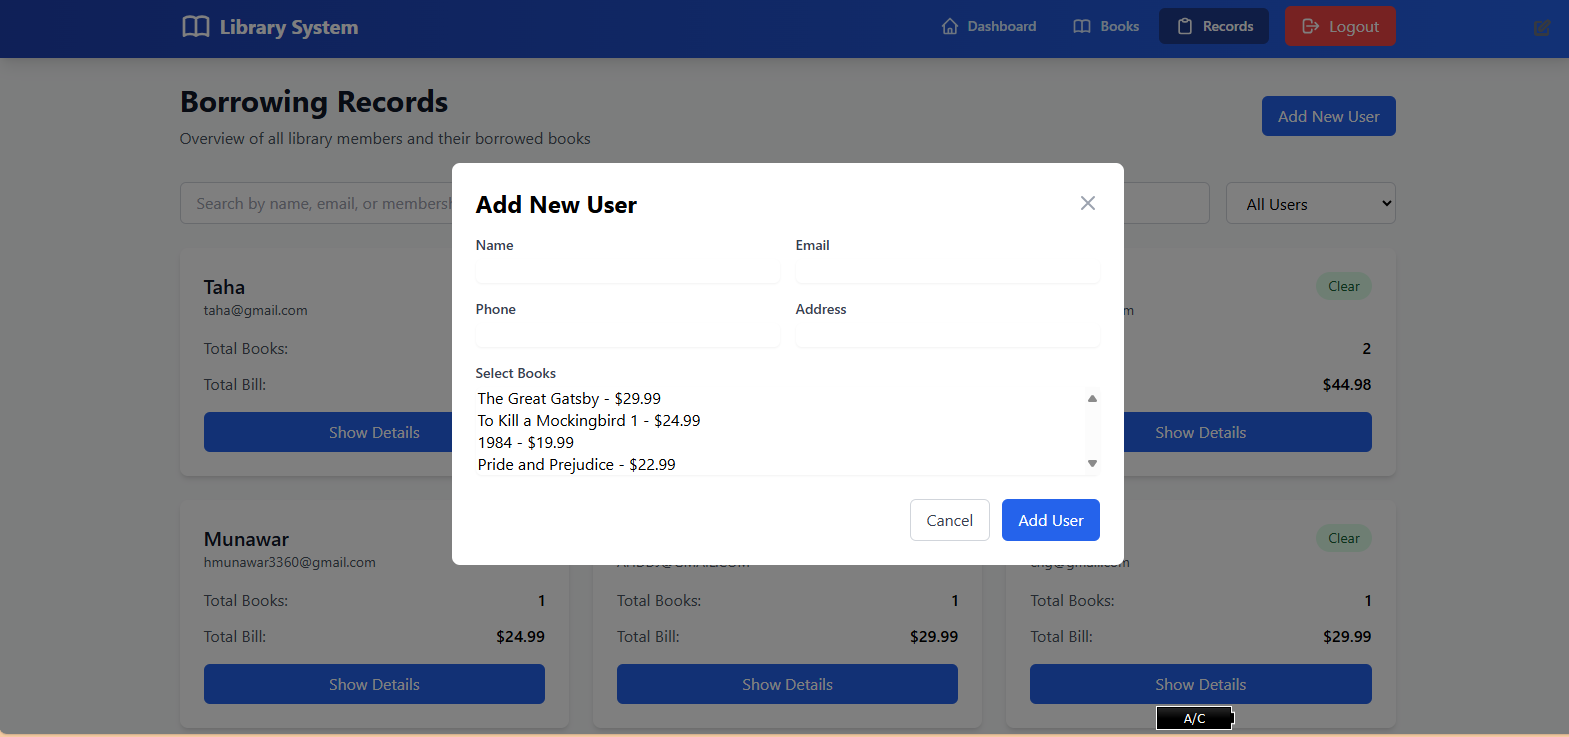 Library System
Dashboard
Books
Records
Logout
Borrowing Records
Overview of all library members and their borrowed books
Add New User
Search by name, email, or
All Users
Add New User
Name
Email
Phone
Address
Select Books
The Great Gatsby - $29.99
To Kill a Mockingbird 1 - $24.99
1984 - $19.99
Pride and Prejudice - $22.99
Cancel
Add User
Taha
taha@gmail.com
Total Books:
Total Bill:
Show Details
Clear
2
$44.98
Show Details
Munawar
hmunawar3360@gmail.com
Total Books: 1
Total Bill: $24.99
Show Details
Total Books: 1
Total Bill: $29.99
Show Details
Clear
Total Books: 1
Total Bill: $29.99
Show Details
A/C